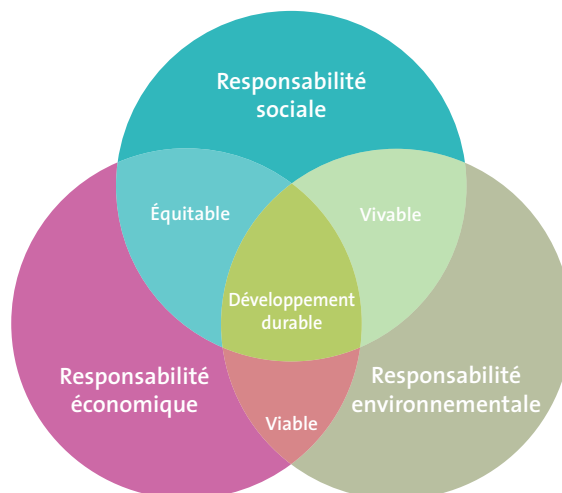 Responsabilité
sociale
Équitable
Vivable
Développement
durable
Responsabilité
économique
Responsabilité
environnementale
Viable